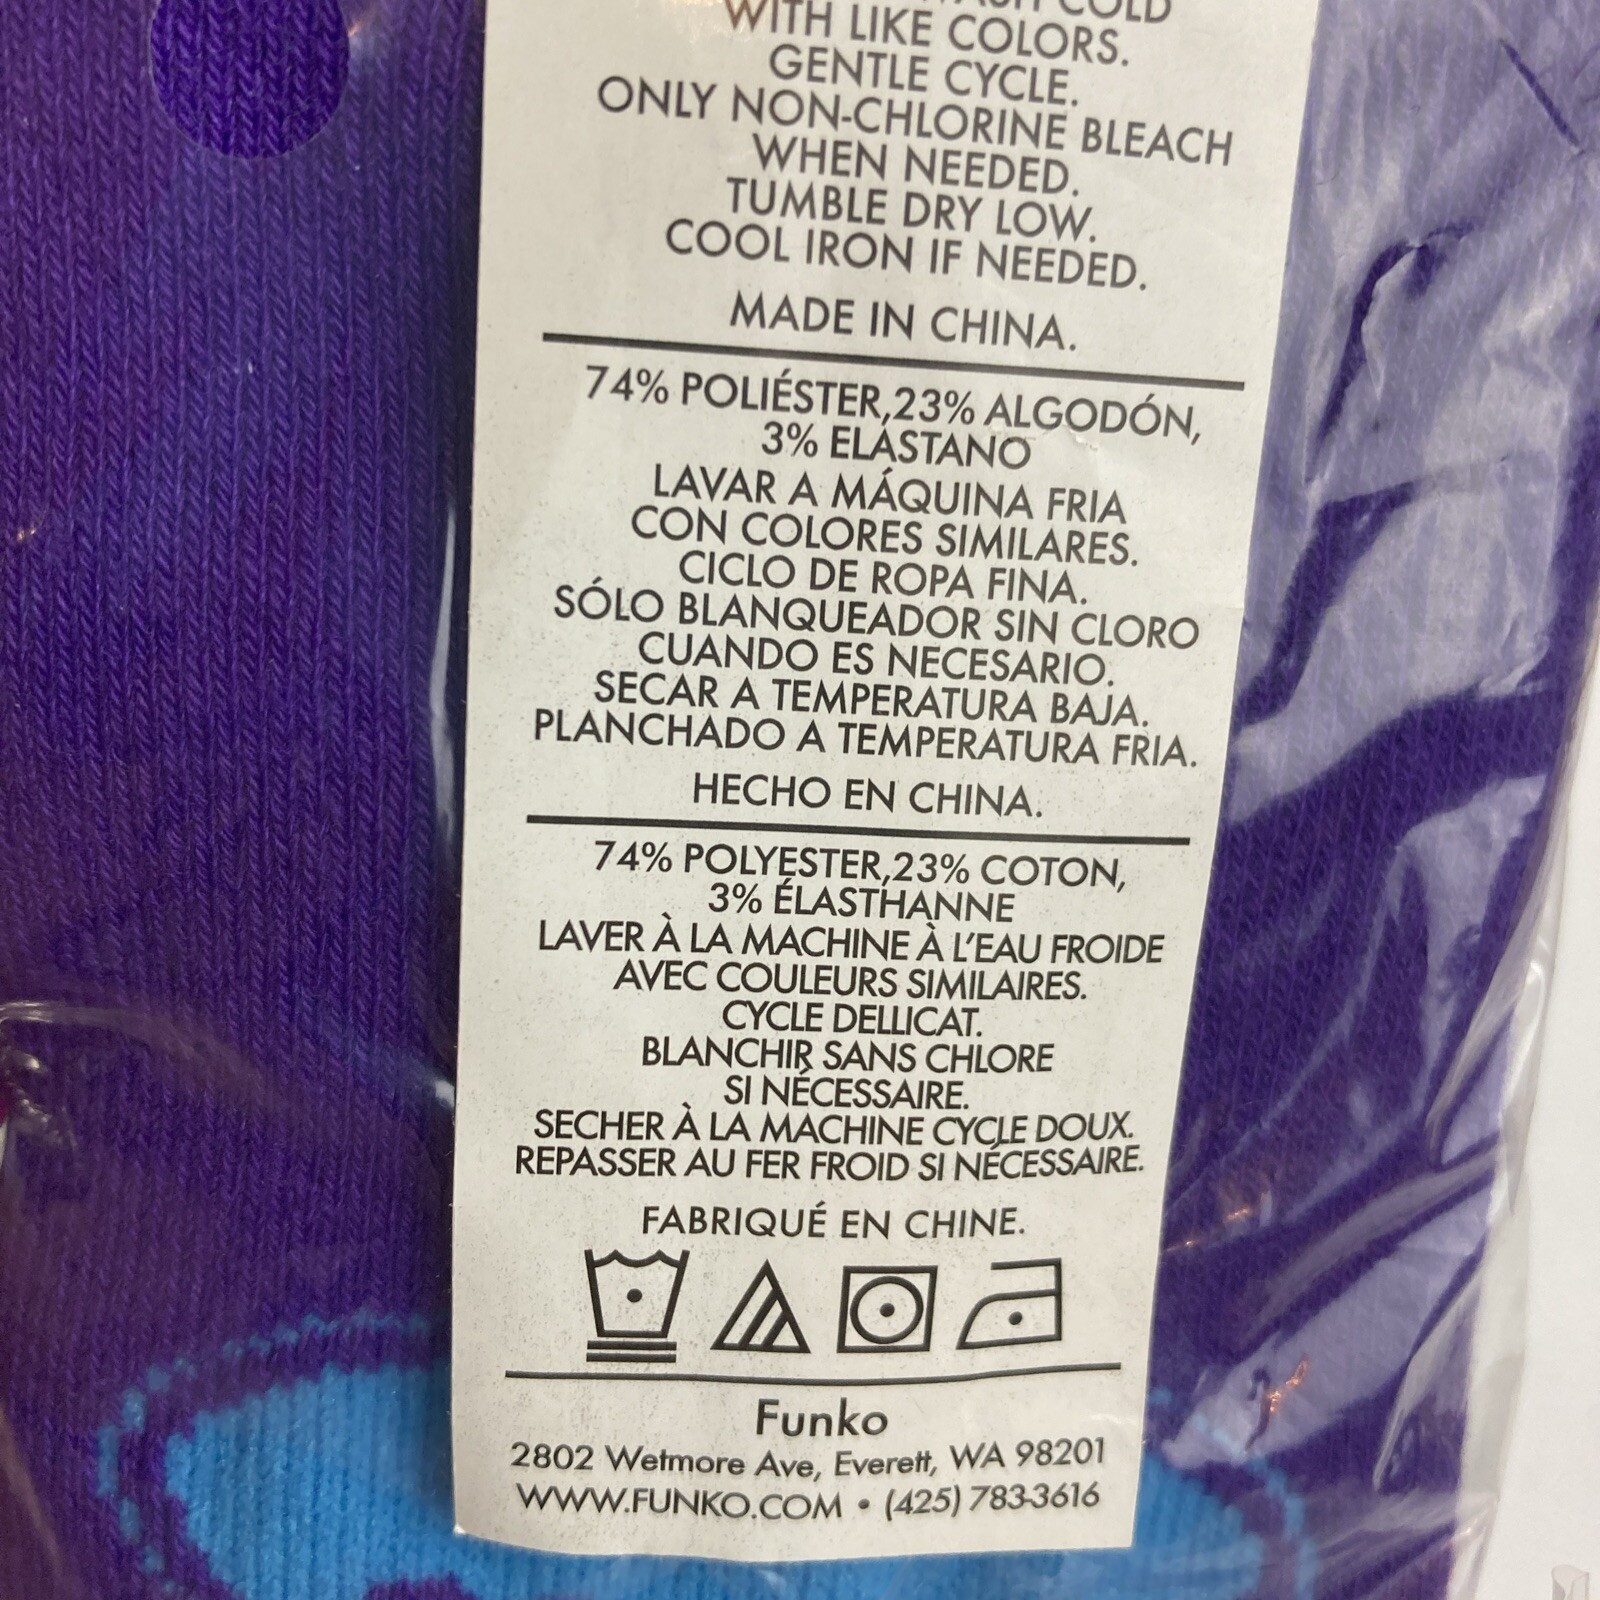 WASH COLD
WITH LIKE COLORS.
GENTLE CYCLE.
ONLY NON-CHLORINE BLEACH
WHEN NEEDED.
TUMBLE DRY LOW.
COOL IRON IF NEEDED.
MADE IN CHINA.
74% POLIÉSTER,23% ALGODÓN,
3% ELÁSTANO
LAVAR A MÁQUINA FRIA
CON COLORES SIMILARES.
CICLO DE ROPA FINA.
SÓLO BLANQUEADOR SIN CLORO
CUANDO ES NECESARIO.
SECAR A TEMPERATURA BAJA.
PLANCHADO A TEMPERATURA FRIA.
HECHO EN CHINA.
74% POLYESTER,23% COTON,
3% ÉLASTHANNE
LAVER À LA MACHINE À L'EAU FROIDE
AVEC COULEURS SIMILAIRES.
CYCLE DELLICAT.
BLANCHIR SANS CHLORE
SI NÉCESSAIRE.
SECHER À LA MACHINE CYCLE DOUX.
REPASSER AU FER FROID SI NÉCESSAIRE.
FABRIQUÉ EN CHINE.
Funko
2802 Wetmore Ave, Everett, WA 98201
WWW.FUNKO.COM • (425) 783-3616